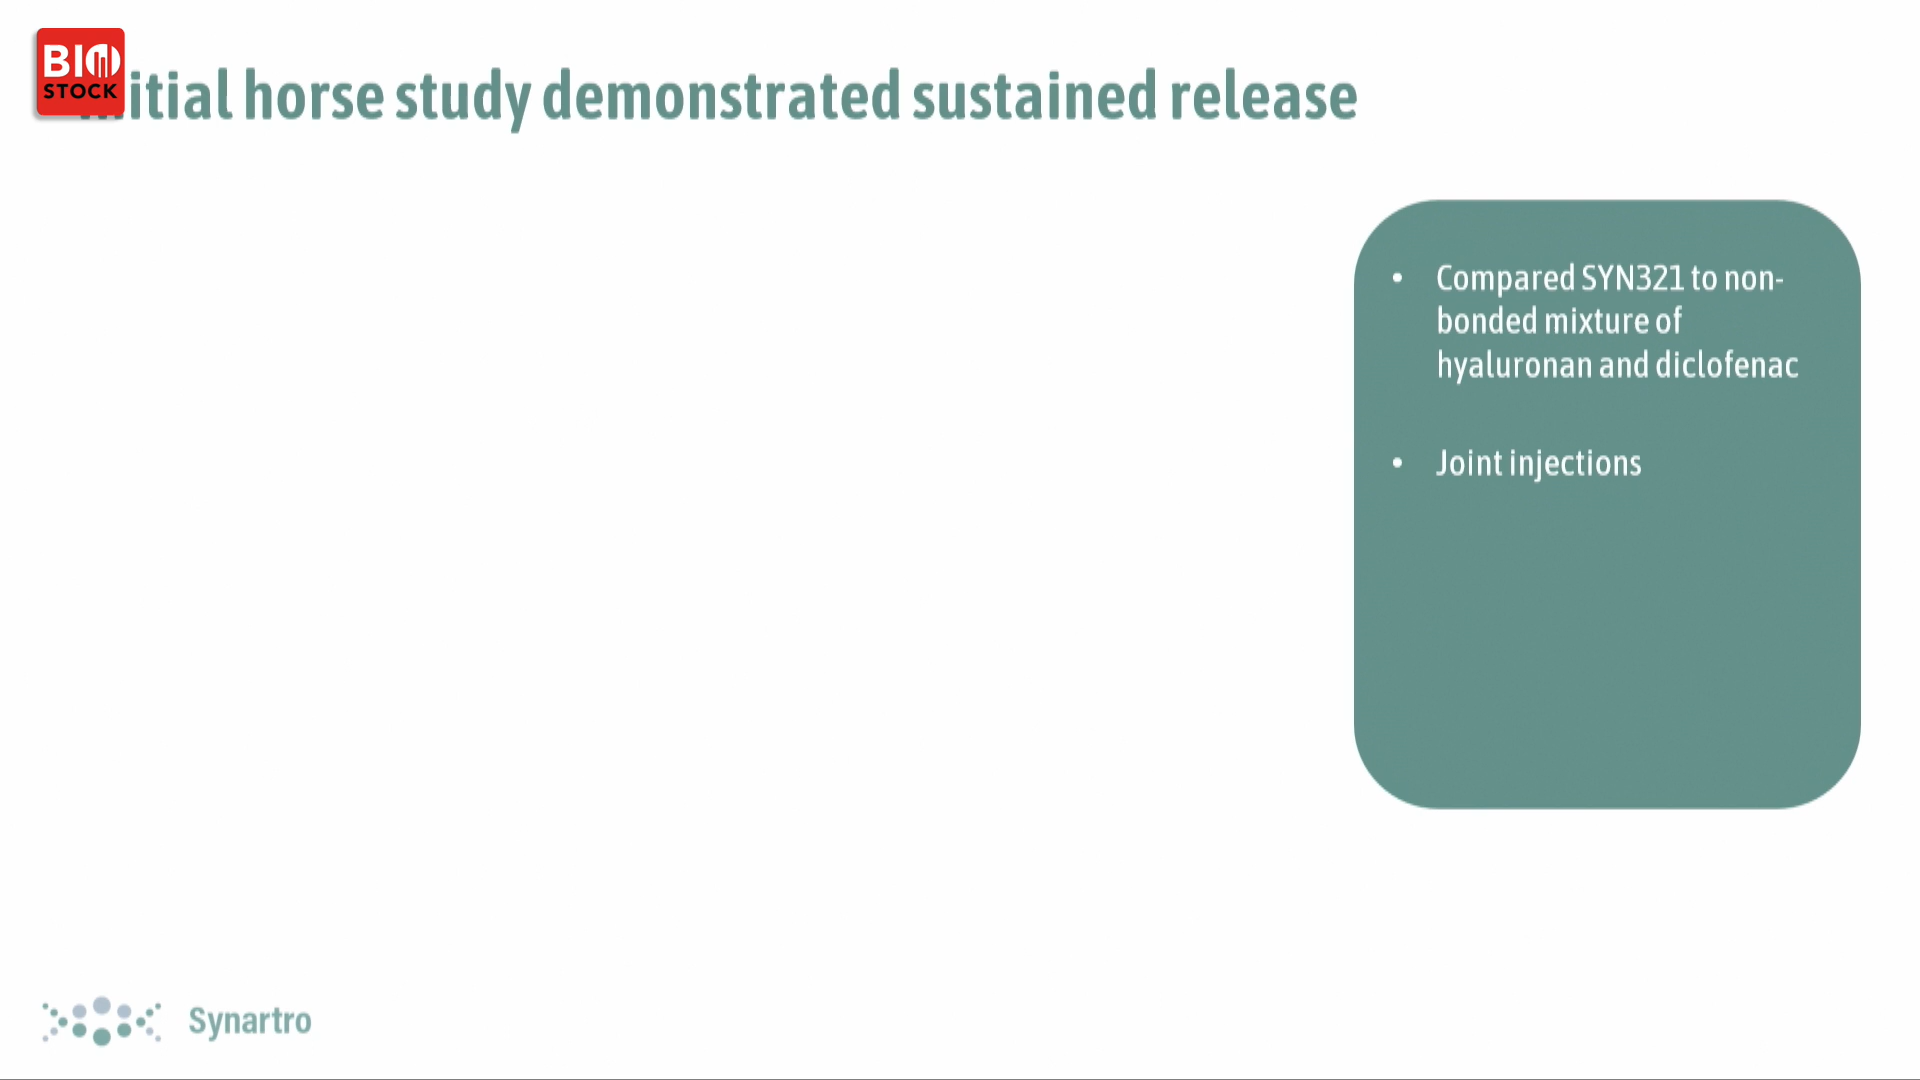 BIO
STOCK
itial horse study demonstrated sustained release
• Compared SYN321 to non-
bonded mixture of
hyaluronan and diclofenac
• Joint injections
Synartro